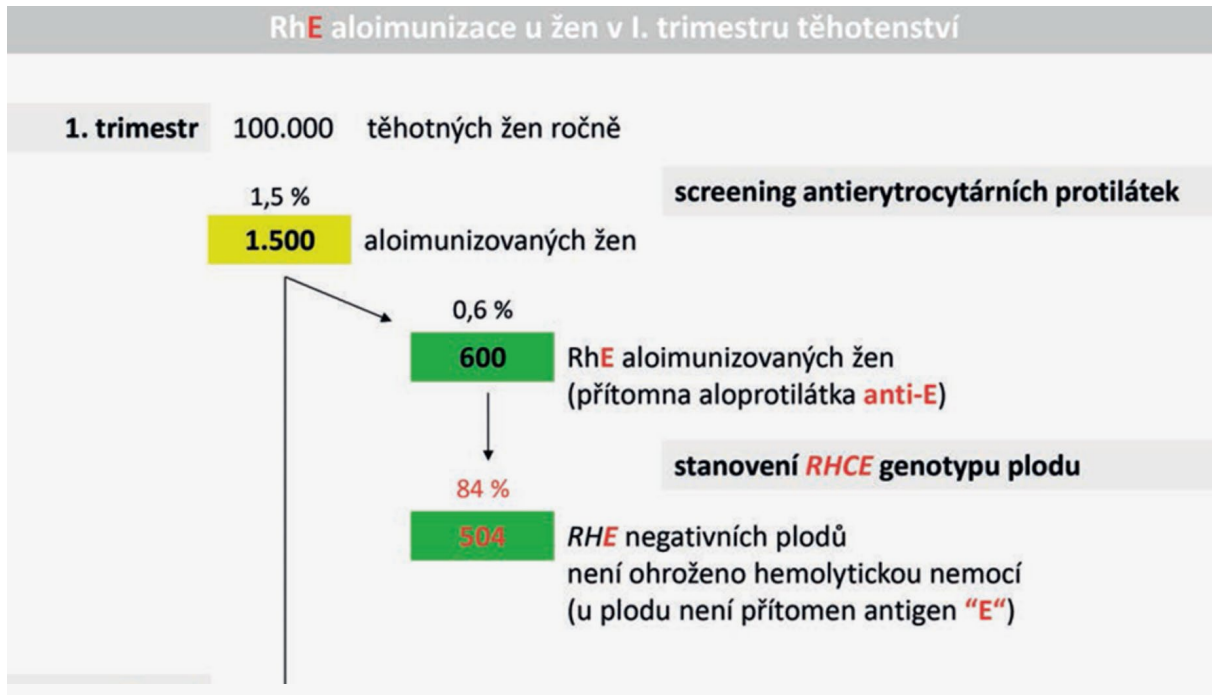 RhE aloimunizace u žen v I. trimestru těhotenství
1. trimestr 100.000 těhotných žen ročně
screening antierytrocytárních protilátek
1,5 %
1.500 aloimunizovaných žen
0,6 %
600 RhE aloimunizovaných žen
(přítomna aloprotilátka anti-E)
stanovení RHCE genotypu plodu
84 %
504 RHE negativních plodů
není ohroženo hemolytickou nemocí
(u plodu není přítomen antigen “E“)